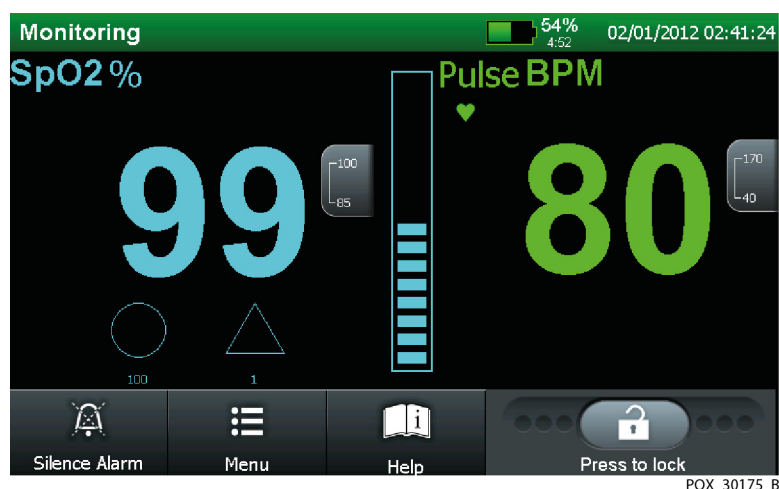 Monitoring
54%
4:52
02/01/2012 02:41:24
SpO2 %
Pulse BPM
99
100
85
80
170
40
100
1
i
Silence Alarm
Menu
Help
Press to lock
POX_30175_B